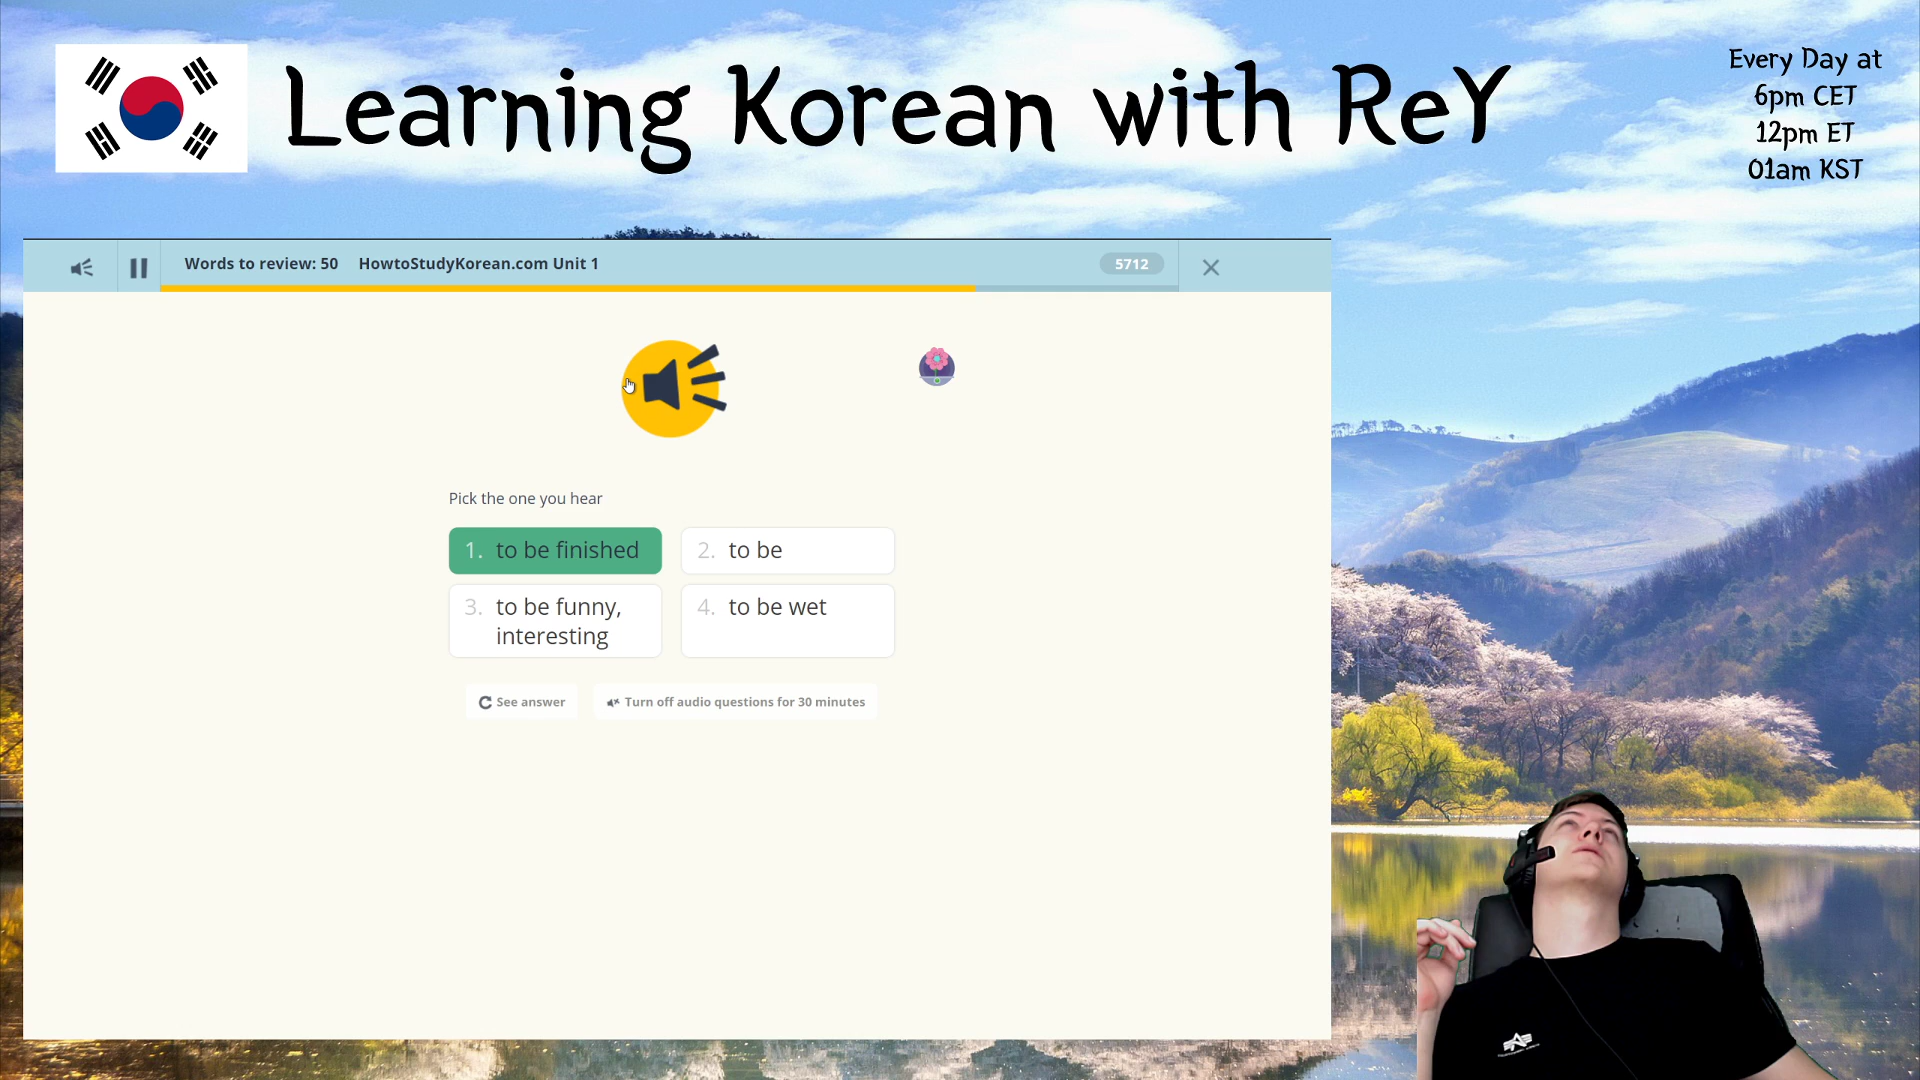 Learning Korean with ReY
Every Day at
6pm CET
12pm ET
01am KST
Words to review: 50 HowtoStudyKorean.com Unit 1
5712
Pick the one you hear
1. to be finished
2. to be
3. to be funny,
interesting
4. to be wet
See answer
Turn off audio questions for 30 minutes